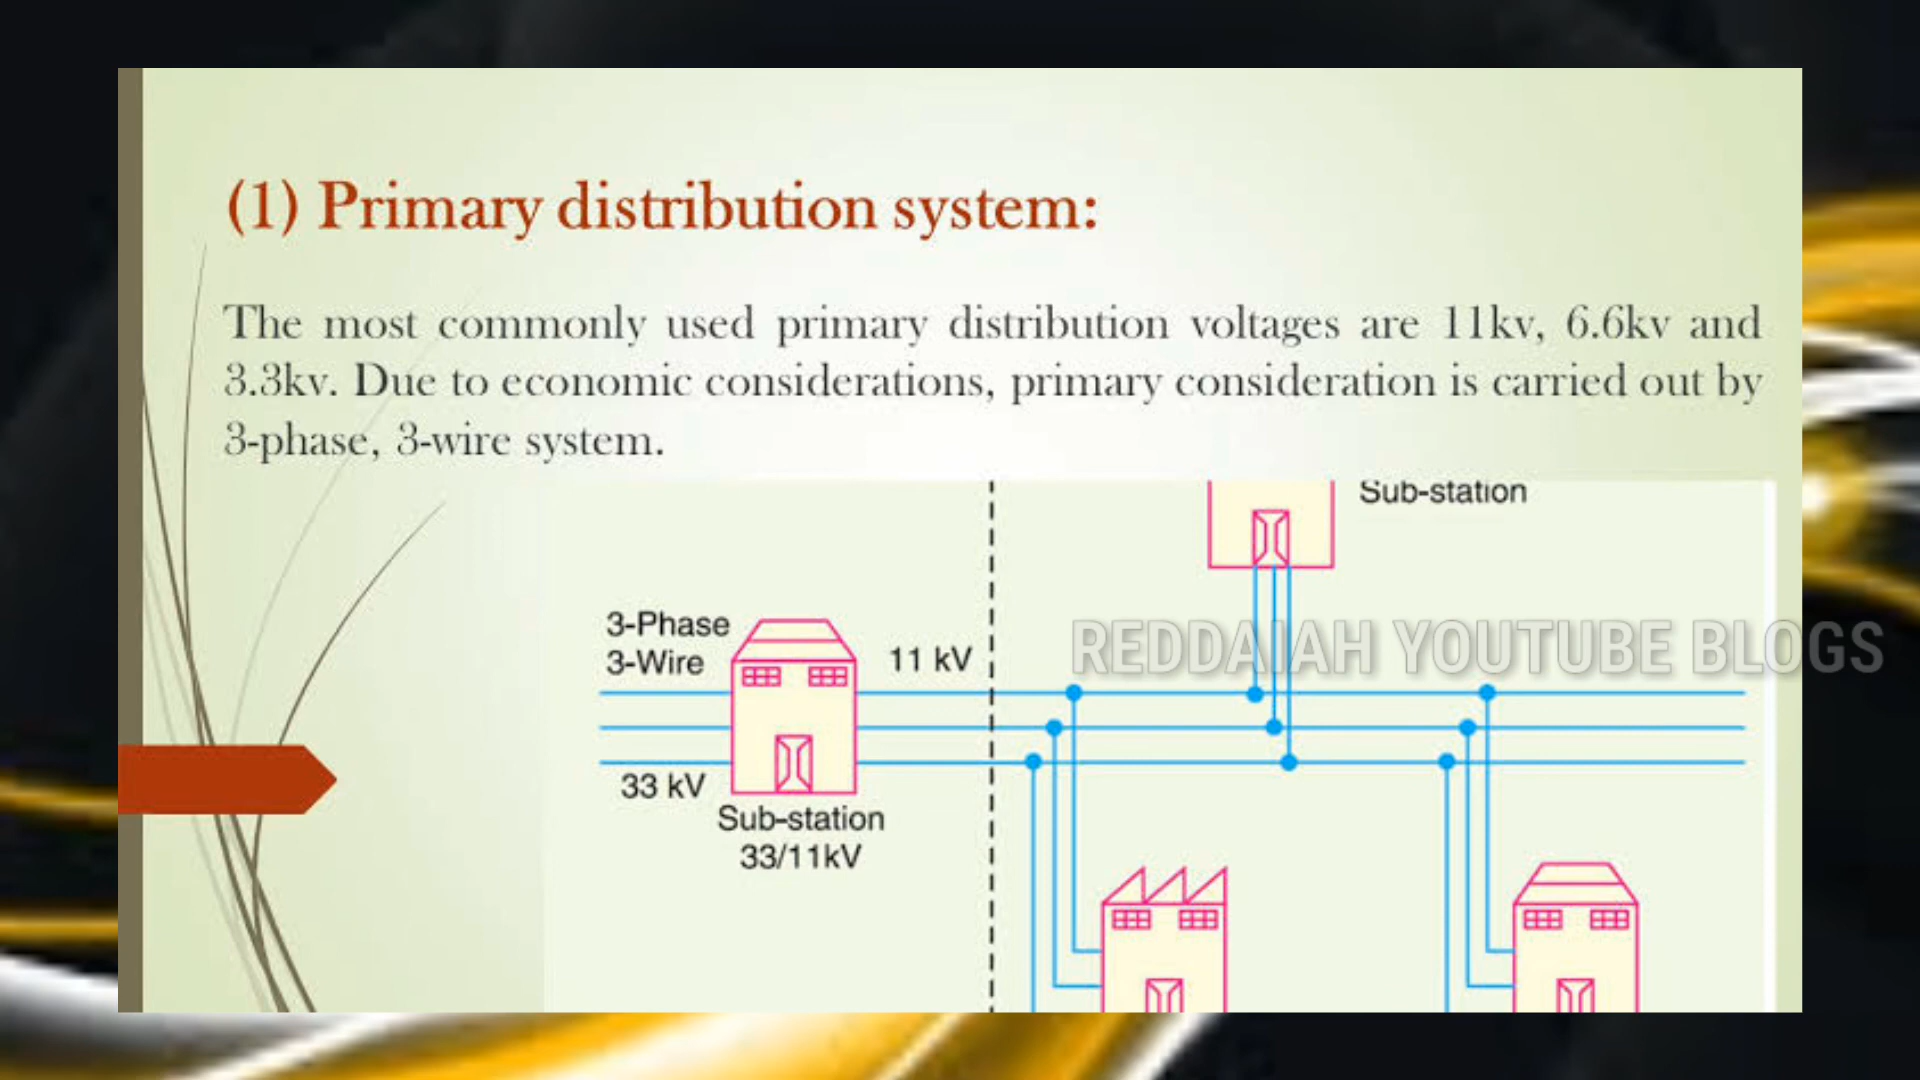 (1) Primary distribution system:
The most commonly used primary distribution voltages are 11kv, 6.6kv and
3.3kv. Due to economic considerations, primary consideration is carried out by
3-phase, 3-wire system.
Sub-station
3-Phase
3-Wire
11 kV
REDDAIAH YOUTUBE BLOGS
33 kV
Sub-station
33/11kV